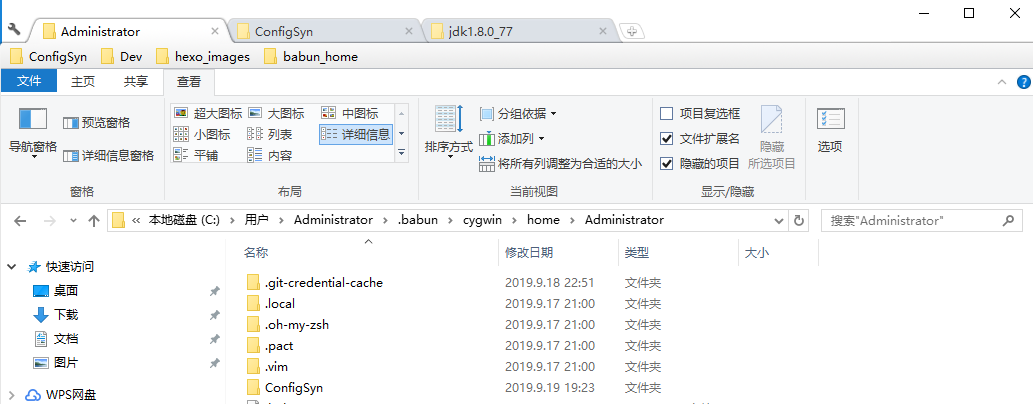 Administrator ConfigSyn jdk1.8.0_77
ConfigSyn Dev hexo_images babun_home
文件 主页 共享 查看
导航窗格 预览窗格 详细信息窗格
窗格
超大图标 大图标 中图标
小图标 列表 详细信息
平铺 内容
布局
排序方式 分组依据
添加列
将所有列调整为合适的大小
当前视图
项目复选框
文件扩展名
隐藏的项目
隐藏
所选项目
显示/隐藏
选项
« 本地磁盘 (C:) › 用户 › Administrator › .babun › cygwin › home › Administrator
搜索"Administrator"
名称 修改日期 类型 大小
快速访问
桌面
下载
文档
图片
WPS网盘
.git-credential-cache 2019.9.18 22:51 文件夹
.local 2019.9.17 21:00 文件夹
.oh-my-zsh 2019.9.17 21:00 文件夹
.pact 2019.9.17 21:00 文件夹
.vim 2019.9.17 21:00 文件夹
ConfigSyn 2019.9.19 19:23 文件夹